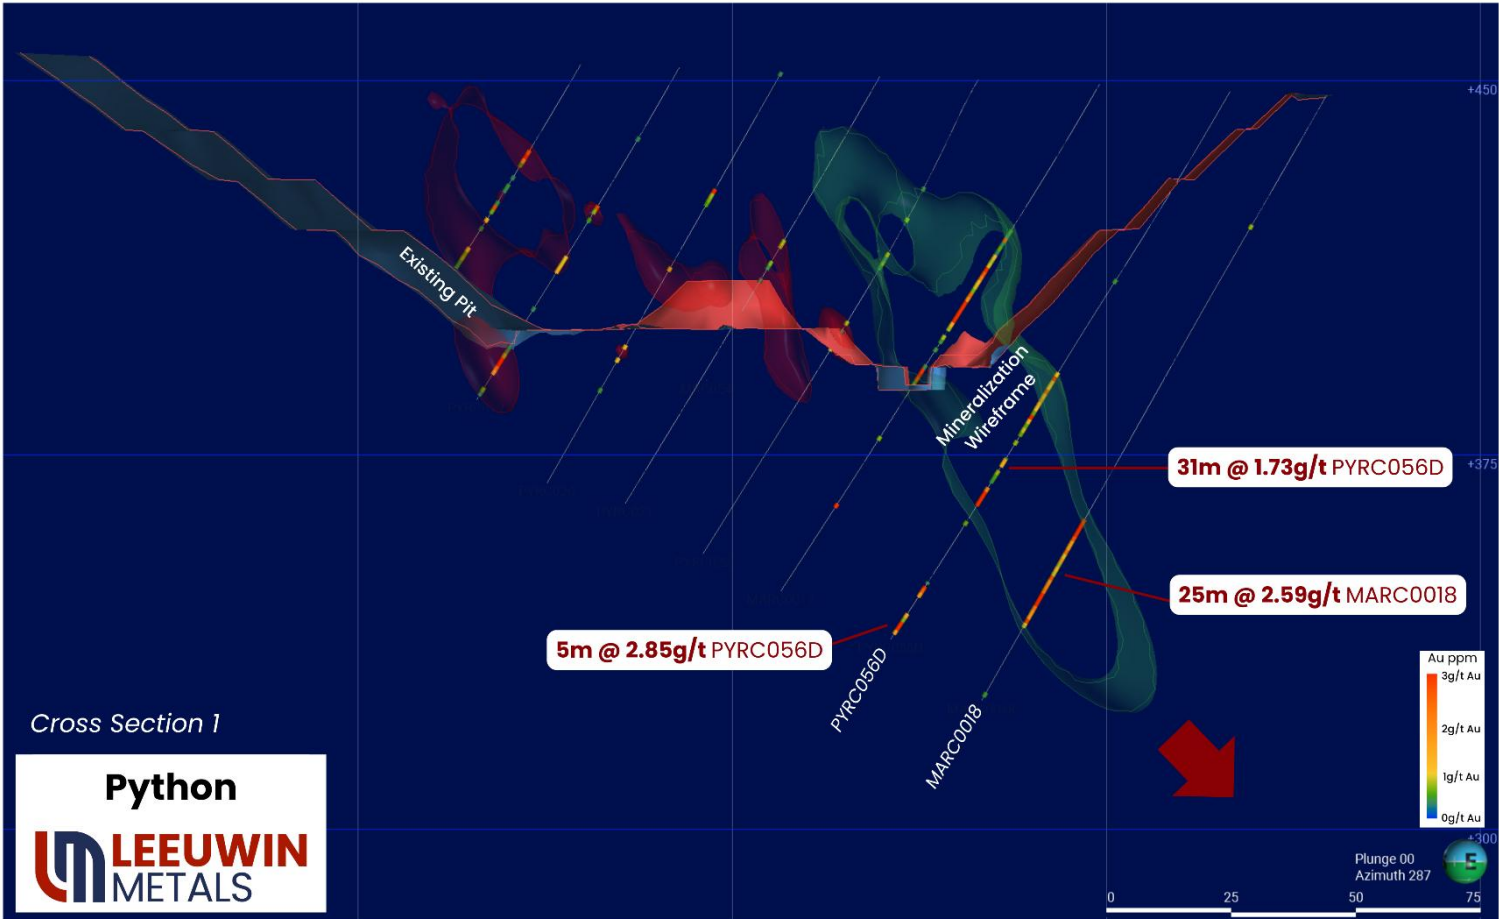 +450
Existing Pit
Mineralization
Wireframe
+375
31m @ 1.73g/t PYRC056D
25m @ 2.59g/t MARC0018
5m @ 2.85g/t PYRC056D
PYRC056D
MARC0018
Au ppm
3g/t Au
2g/t Au
1g/t Au
0g/t Au
+300
Cross Section 1
Python
LEEUWIN
METALS
Plunge 00
Azimuth 287
E
0 25 50 75